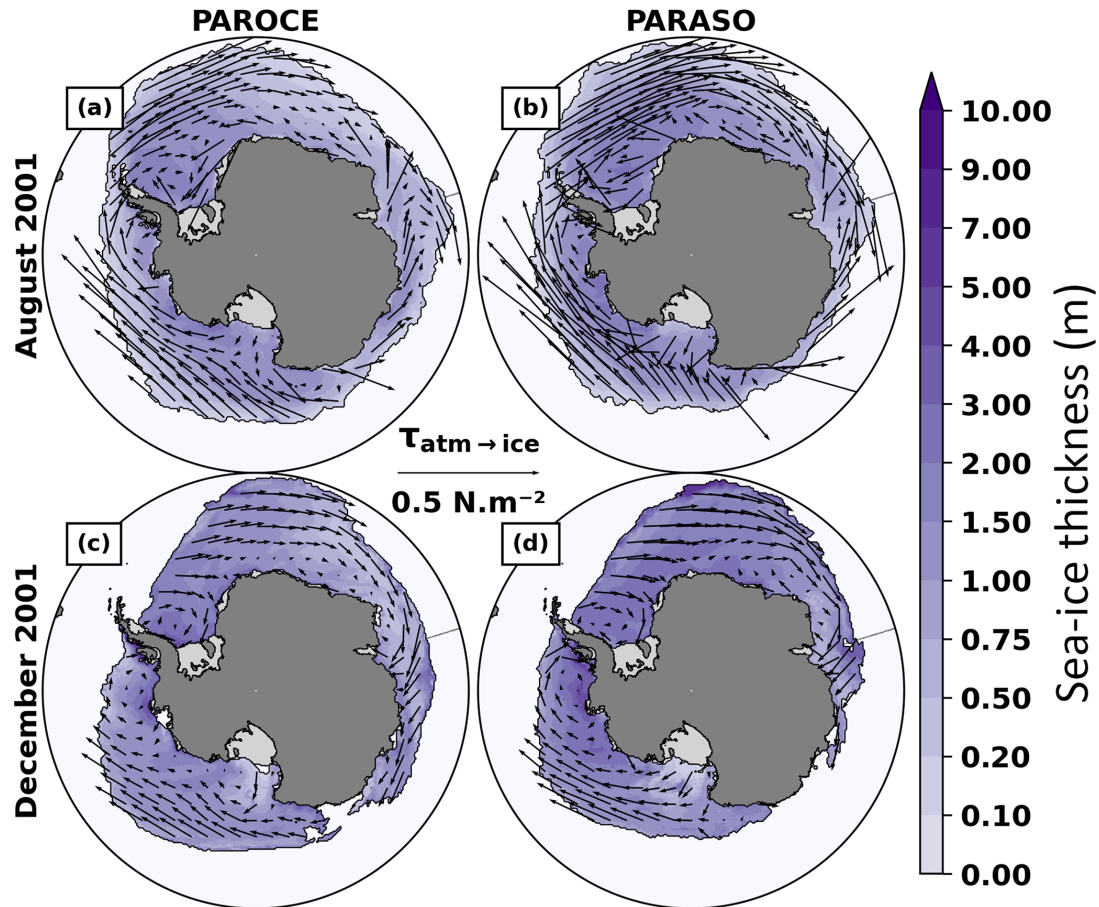 PAROCE
PARASO
(a)
(b)
August 2001
τatm→ice
0.5 N.m−2
(c)
(d)
December 2001
10.00
9.00
7.00
5.00
4.00
3.00
2.00
1.50
1.00
0.75
0.50
0.20
0.10
0.00
Sea-ice thickness (m)